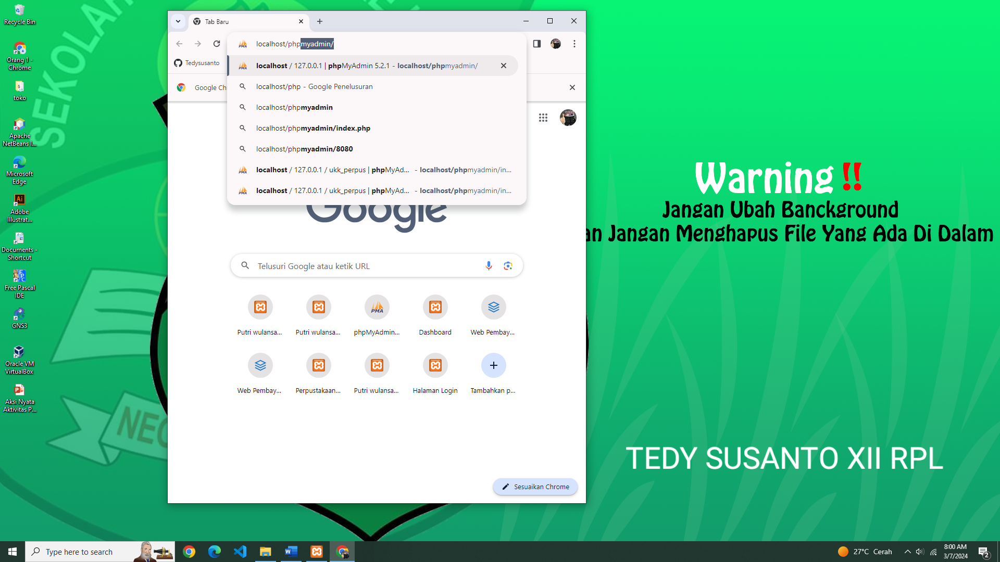 Recycle Bin
Orang 1 -
Chrome
toko
Apache
NetBeans I...
Microsoft
Edge
Adobe
Illustrat...
Documents -
Shortcut
Free Pascal
IDE
GNS3
Oracle VM
VirtualBox
Aksi Nyata
Aktivitas P...
SEKOLAH
Tab Baru
localhost/phpmyadmin/
Tedysusanto
localhost / 127.0.0.1 | phpMyAdmin 5.2.1 - localhost/phpmyadmin/
Google Ch
localhost/php - Google Penelusuran
localhost/phpmyadmin
localhost/phpmyadmin/index.php
localhost/phpmyadmin/8080
localhost / 127.0.0.1 / ukk_perpus | phpMyAd... - localhost/phpmyadmin/in...
localhost / 127.0.0.1 / ukk_perpus | phpMyAd... - localhost/phpmyadmin/in...
Google
Telusuri Google atau ketik URL
PMA
Putri wulansa...
Putri wulansa...
phpMyAdmin...
Dashboard
Web Pembay...
Web Pembay...
Perpustakaan...
Putri wulansa...
Halaman Login
Tambahkan p...
Sesuaikan Chrome
Warning !!
Jangan Ubah Banckground
an Jangan Menghapus File Yang Ada Di Dalam
NEG
TEDY SUSANTO XII RPL
Type here to search
27°C Cerah
8:00 AM
3/7/2024
2